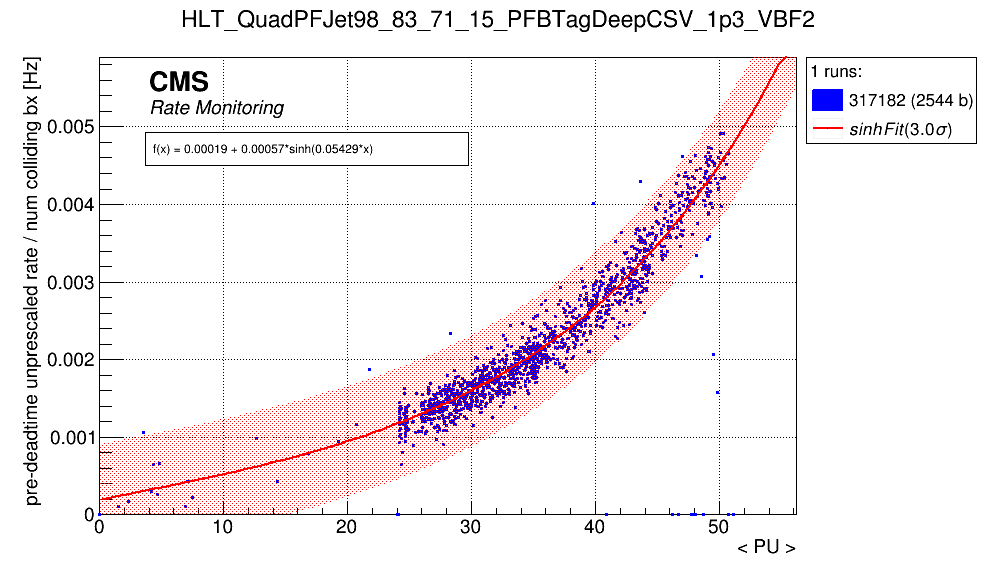 HLT_QuadPFJet98_83_71_15_PFBTagDeepCSV_1p3_VBF2
pre-deadtime unprescaled rate / num colliding bx [Hz]
CMS
Rate Monitoring
f(x) = 0.00019 + 0.00057*sinh(0.05429*x)
1 runs:
317182 (2544 b)
sinhFit(3.0σ)
0.005
0.004
0.003
0.002
0.001
0
0 10 20 30 40 50
< PU >